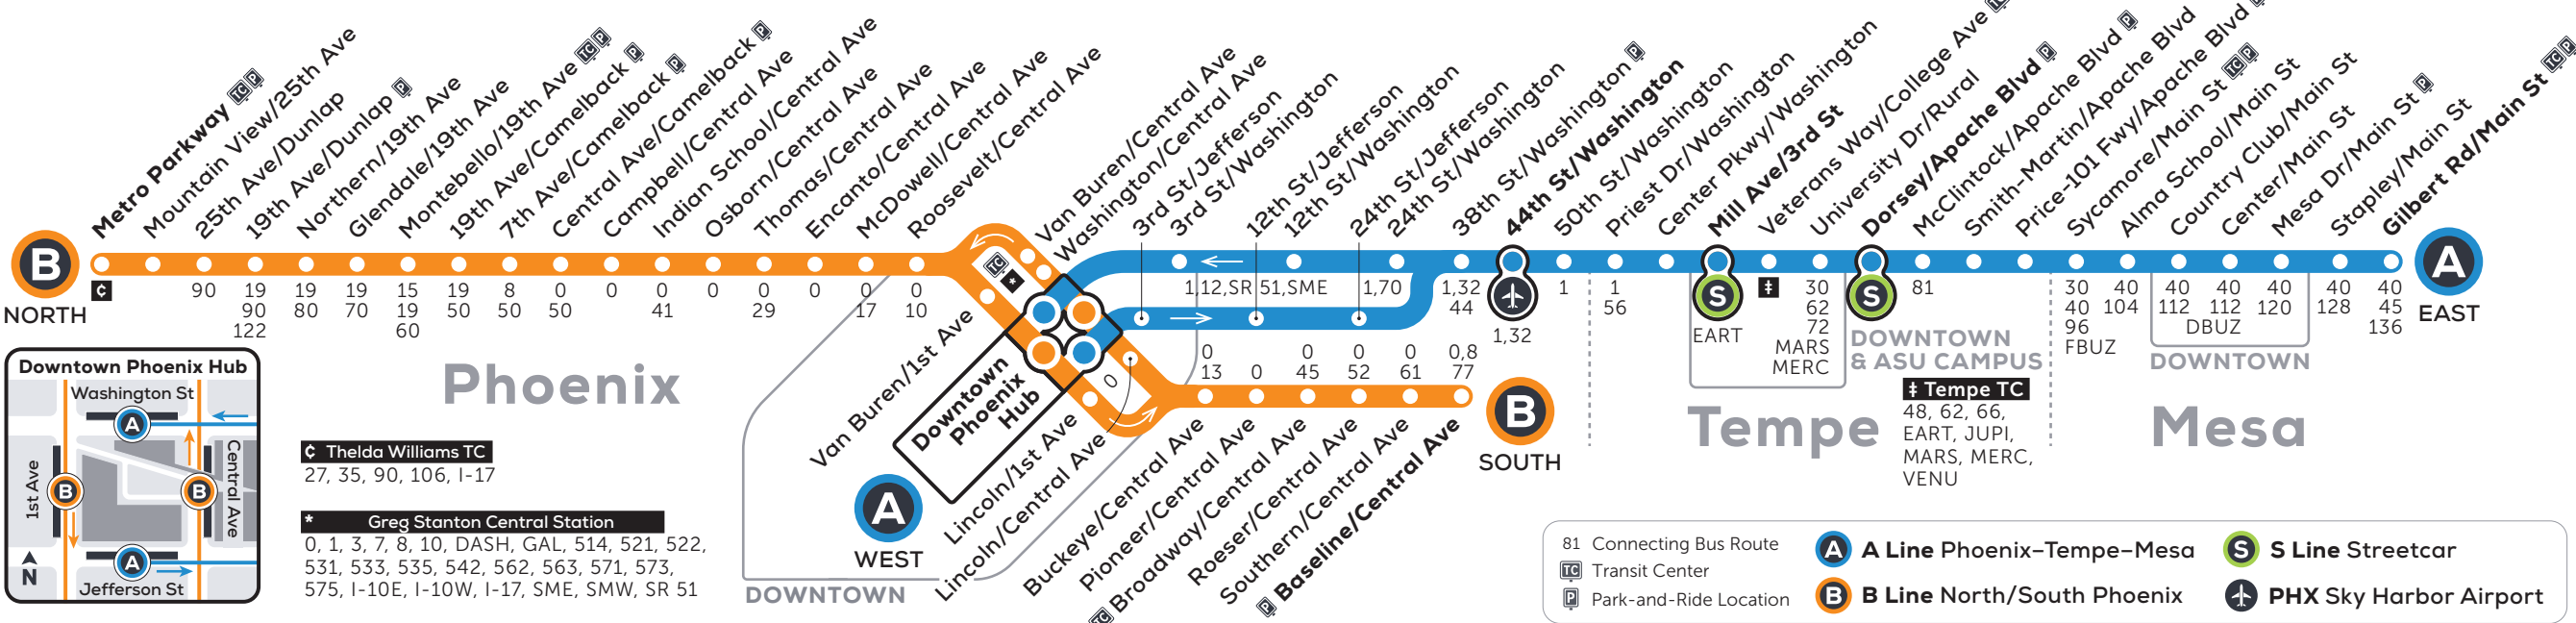 B
NORTH
Metro Parkway TC P
Mountain View/25th Ave
25th Ave/Dunlap
19th Ave/Dunlap P
Northern/19th Ave
Glendale/19th Ave
Montebello/19th Ave TC P
19th Ave/Camelback P
7th Ave/Camelback P
Central Ave/Camelback P
Campbell/Central Ave
Indian School/Central Ave
Osborn/Central Ave
Thomas/Central Ave
Encanto/Central Ave
McDowell/Central Ave
Roosevelt/Central Ave
Van Buren/Central Ave
Washington/Central Ave
3rd St/Jefferson
3rd St/Washington
12th St/Jefferson
12th St/Washington
24th St/Jefferson
24th St/Washington
38th St/Washington P
44th St/Washington
50th St/Washington
Priest Dr/Washington
Center Pkwy/Washington
Mill Ave/3rd St
Veterans Way/College Ave TC
University Dr/Rural
Dorsey/Apache Blvd P
McClintock/Apache Blvd P
Smith-Martin/Apache Blvd
Price-101 Fwy/Apache Blvd P
Sycamore/Main St TC P
Alma School/Main St
Country Club/Main St
Center/Main St
Mesa Dr/Main St P
Stapley/Main St
Gilbert Rd/Main St TC P
A
EAST
¢
90
19
90
122
19
80
19
70
15
19
60
19
50
8
50
0
50
0
0
41
0
0
29
0
0
17
0
10
TC
*
1,12,SR 51,SME
1,70
1,32
44
1,32
1
1
56
S
EART
‡
30
62
72
MARS
MERC
S
81
30
40
96
FBUZ
40
104
40
112
40
112
DBUZ
40
120
40
128
40
45
136
DOWNTOWN
& ASU CAMPUS
DOWNTOWN
Phoenix
Tempe
Mesa
‡ Tempe TC
48, 62, 66,
EART, JUPI,
MARS, MERC,
VENU
Van Buren/1st Ave
Downtown
Phoenix
Hub
A
WEST
0
0
13
0
0
45
0
52
0
61
0,8
77
B
SOUTH
Lincoln/1st Ave
Lincoln/Central Ave
Buckeye/Central Ave
Pioneer/Central Ave
TC Broadway/Central Ave
Roeser/Central Ave
Southern/Central Ave
P Baseline/Central Ave
DOWNTOWN
Downtown Phoenix Hub
Washington St
A
1st Ave
B
B
Central Ave
A
N
Jefferson St
¢ Thelda Williams TC
27, 35, 90, 106, I-17
* Greg Stanton Central Station
0, 1, 3, 7, 8, 10, DASH, GAL, 514, 521, 522,
531, 533, 535, 542, 562, 563, 571, 573,
575, I-10E, I-10W, I-17, SME, SMW, SR 51
81 Connecting Bus Route
TC Transit Center
P Park-and-Ride Location
A A Line Phoenix–Tempe–Mesa
B B Line North/South Phoenix
S S Line Streetcar
PHX Sky Harbor Airport